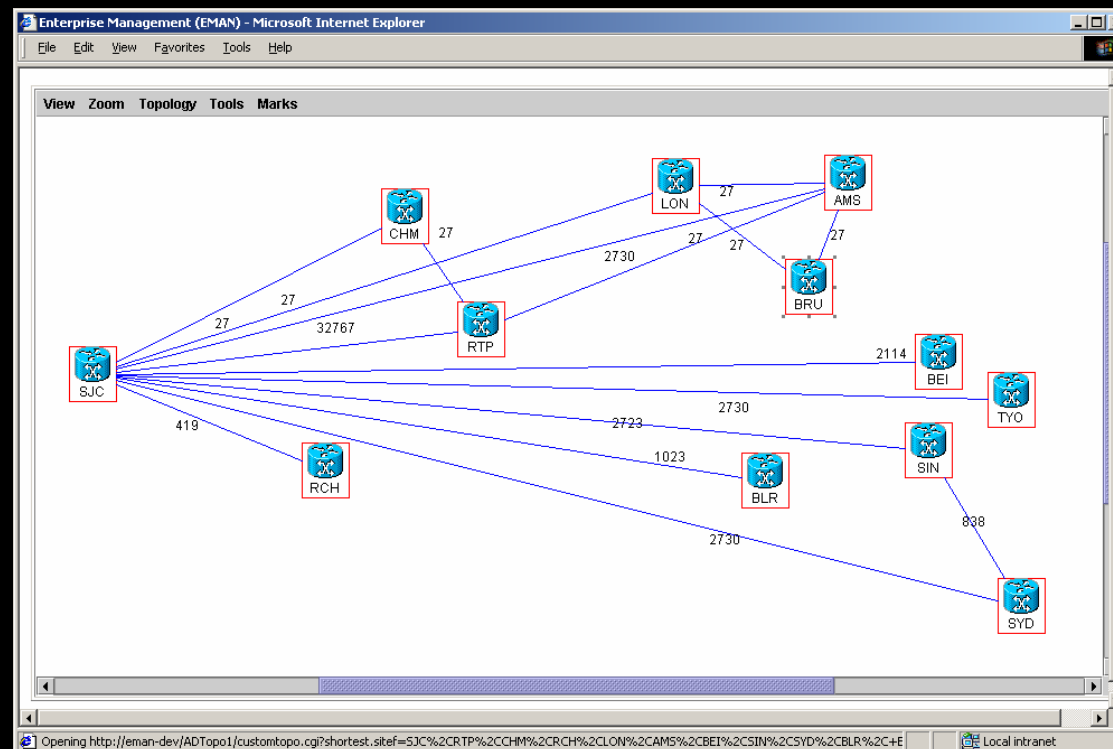 Enterprise Management (EMAN) - Microsoft Internet Explorer
File Edit View Favorites Tools Help
View Zoom Topology Tools Marks
LON
27
AMS
CHM
27
27
27
27
2730
BRU
27
27
32767
RTP
SJC
2114
BEI
2730
TYO
419
2723
1023
SIN
RCH
BLR
838
2730
SYD
Opening http://eman-dev/ADTopo1/customtopo.cgi?shortest.sitef=SJC%2CRTP%2CCHM%2CRCH%2CLON%2CAMS%2CBEI%2CSIN%2CSYD%2CBLR%2C+E
Local intranet